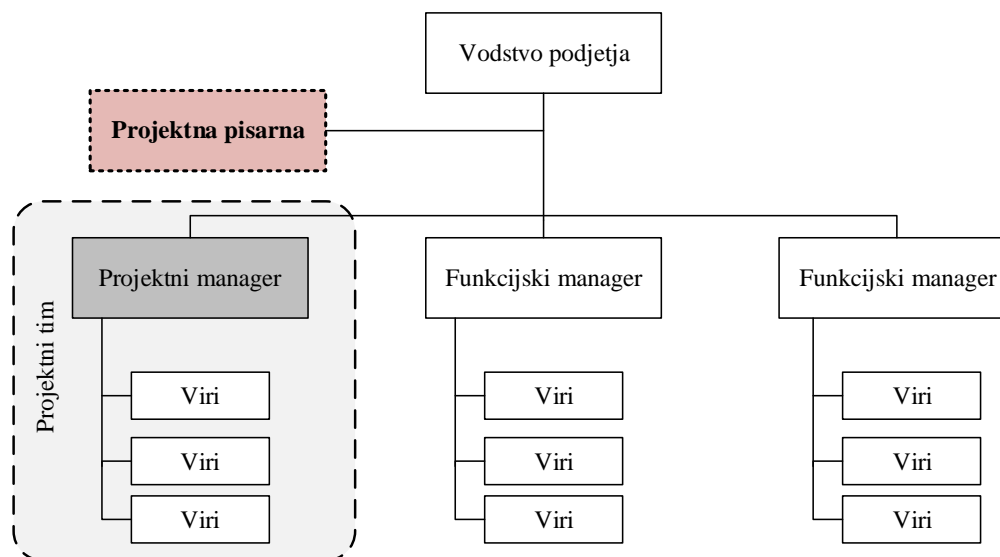 Vodstvo podjetja
Projektna pisarna
Projektni tim
Projektni manager
Funkcijski manager
Funkcijski manager
Viri
Viri
Viri
Viri
Viri
Viri
Viri
Viri
Viri